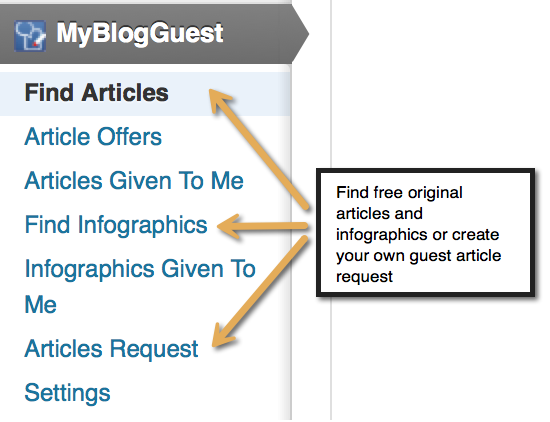 MyBlogGuest
Find Articles
Article Offers
Articles Given To Me
Find Infographics
Infographics Given To
Me
Articles Request
Settings
Find free original
articles and
infographics or create
your own guest article
request